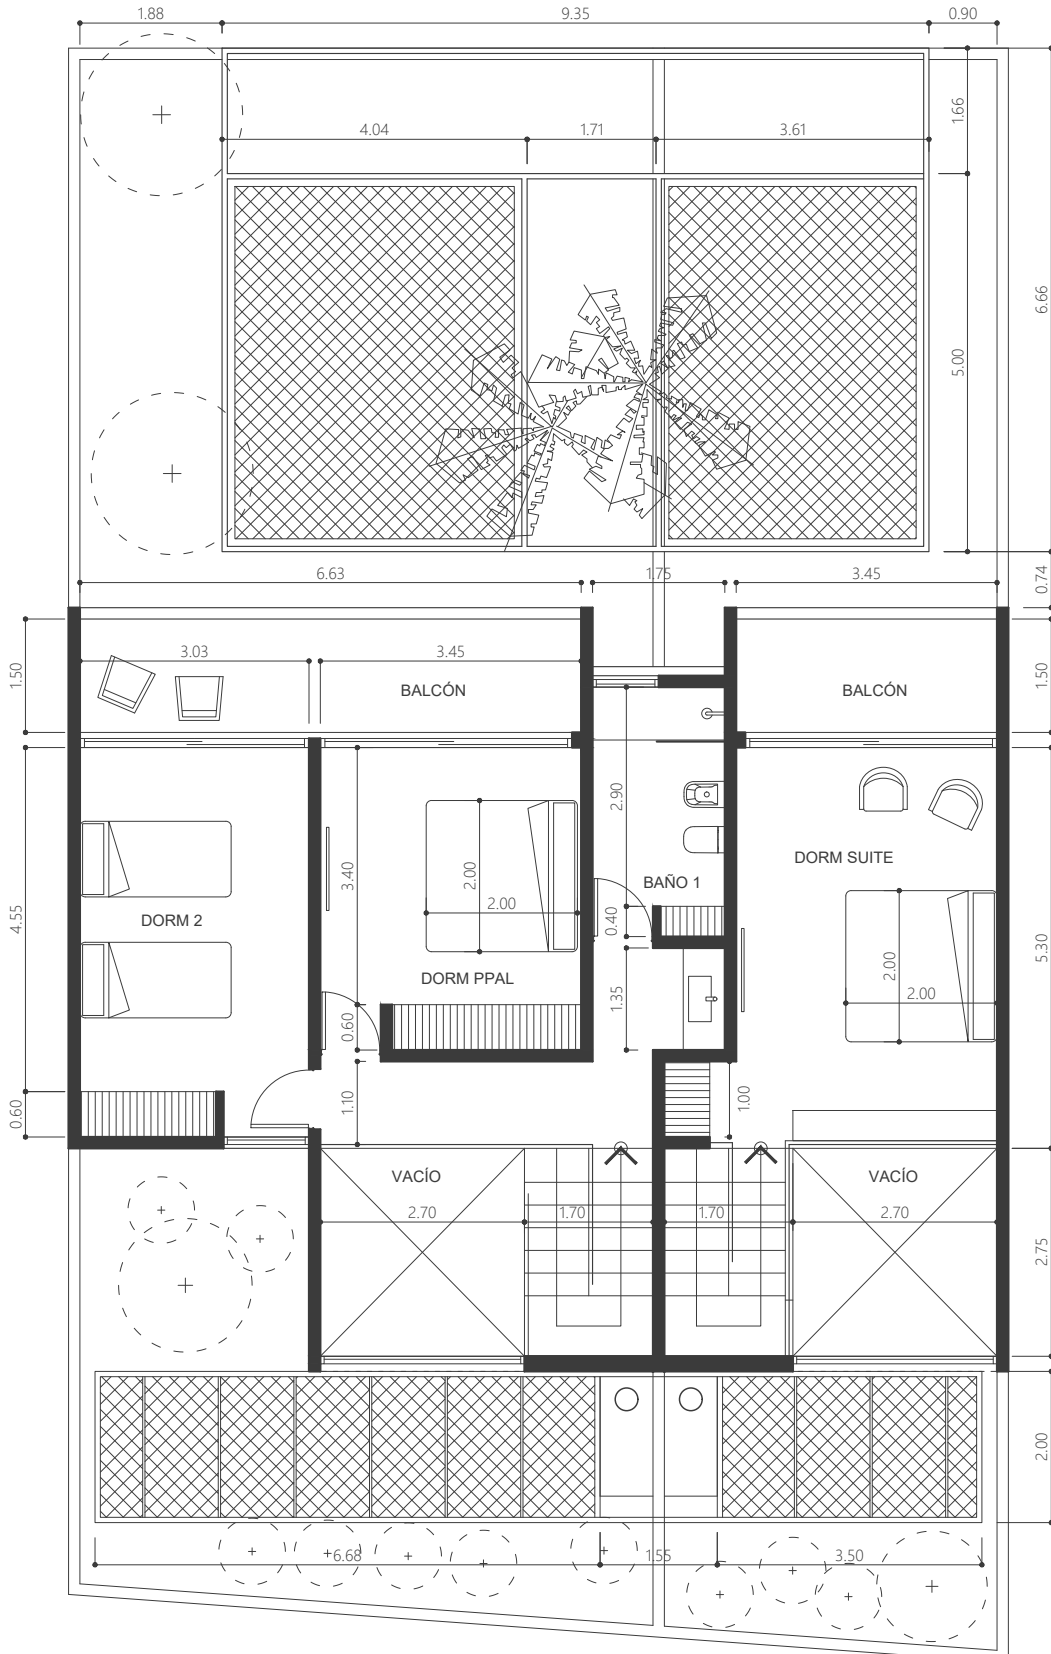 1.88 9.35 0.90
4.04 1.71 3.61 1.66
6.66
5.00
6.63 1.75 3.45 0.74
1.50 3.03 3.45 1.50
BALCÓN BALCÓN
2.90
3.40 2.00 DORM SUITE
BAÑO 1
2.00
4.55 DORM 2 0.40 5.30
DORM PPAL 2.00
2.00
0.60 1.35
0.60 1.10 1.00
VACÍO VACÍO
2.70 1.70 1.70 2.70
2.75
2.00
6.68 1.55 3.50